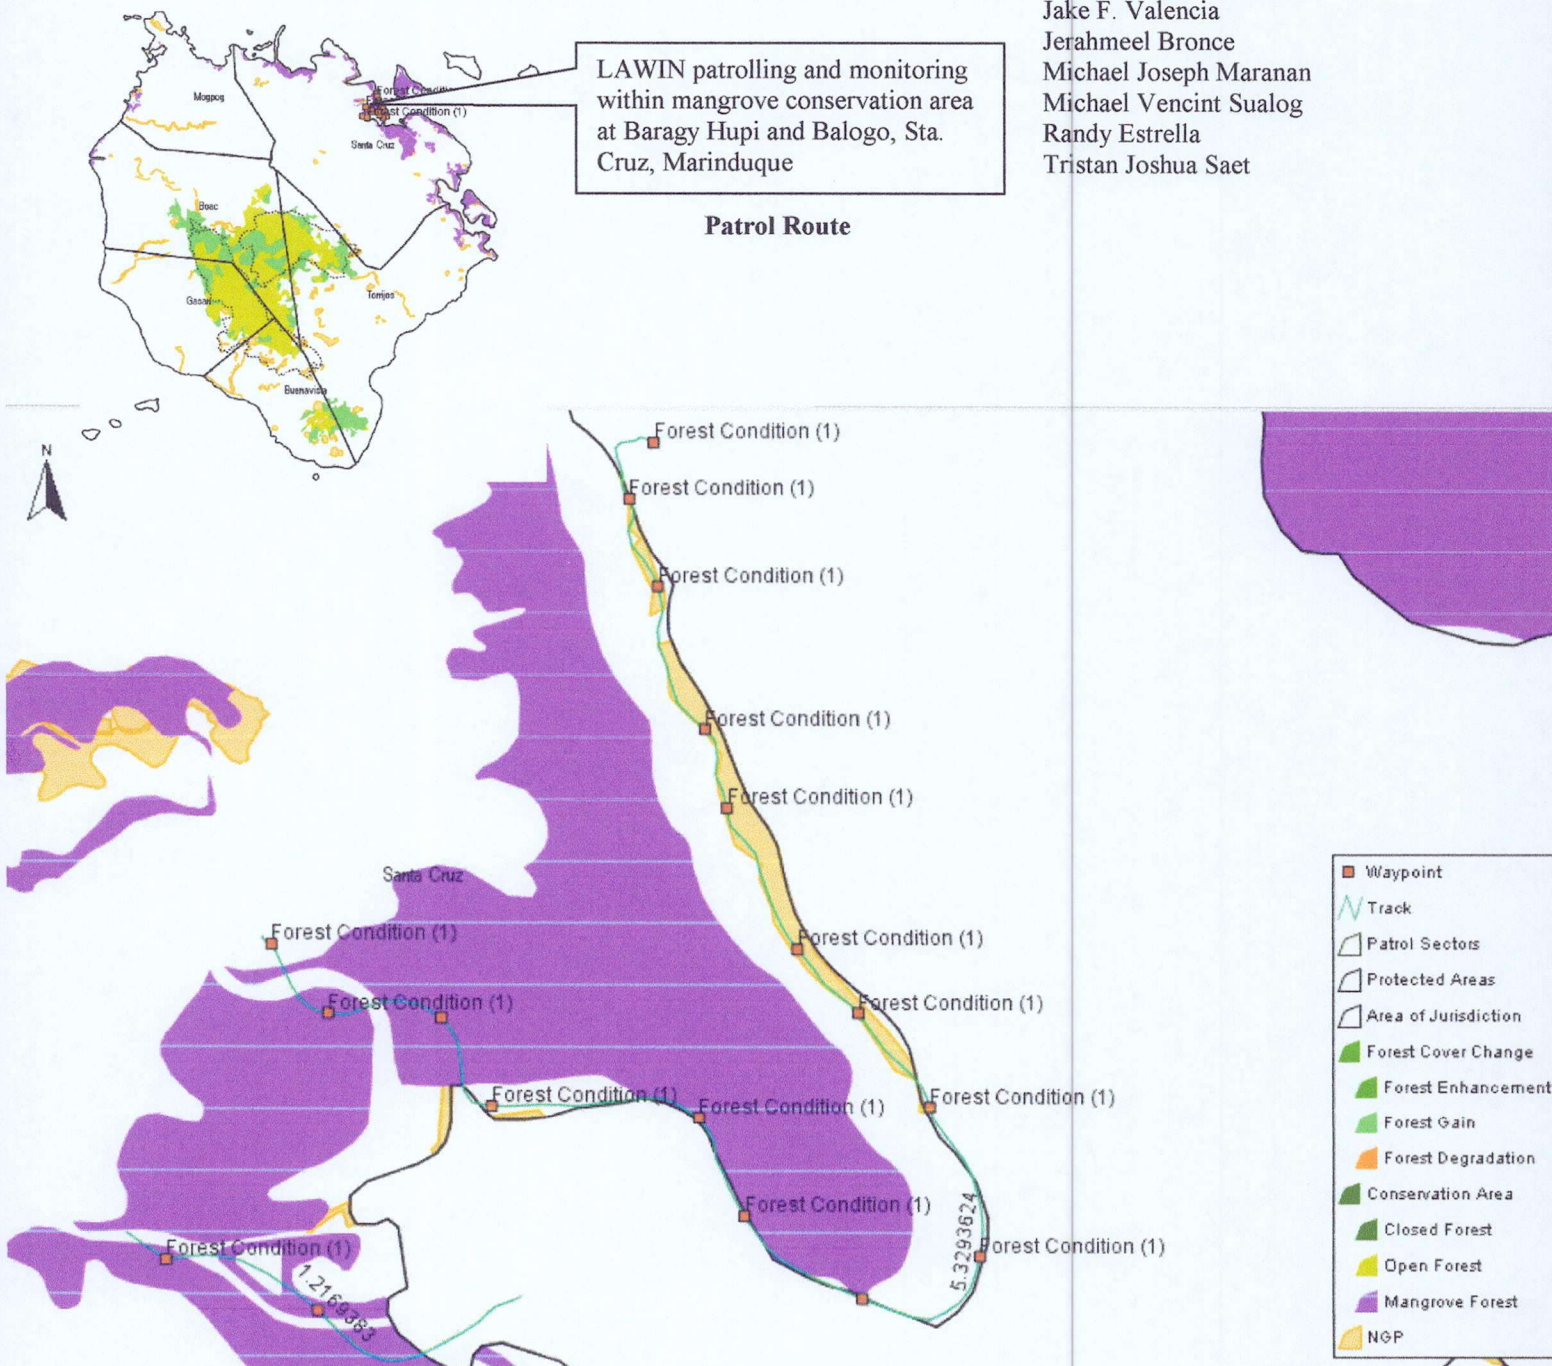 Jake F. Valencia
Jerahmeel Bronce
Michael Joseph Maranan
Michael Vencint Sualog
Randy Estrella
Tristan Joshua Saet
LAWIN patrolling and monitoring
within mangrove conservation area
at Baragy Hupi and Balogo, Sta.
Cruz, Marinduque
Patrol Route
Mogpog
Forest Condition (1)
Santa Cruz
Boac
Gasan
Torrijos
Buenavista
N
Forest Condition (1)
Forest Condition (1)
Forest Condition (1)
Forest Condition (1)
Forest Condition (1)
Santa Cruz
Forest Condition (1)
Forest Condition (1)
Forest Condition (1)
Forest Condition (1)
Forest Condition (1)
Forest Condition (1)
Forest Condition (1)
Forest Condition (1)
Forest Condition (1)
Forest Condition (1)
Forest Condition (1)
5.3293624
1.2169383
Waypoint
Track
Patrol Sectors
Protected Areas
Area of Jurisdiction
Forest Cover Change
Forest Enhancement
Forest Gain
Forest Degradation
Conservation Area
Closed Forest
Open Forest
Mangrove Forest
NGP